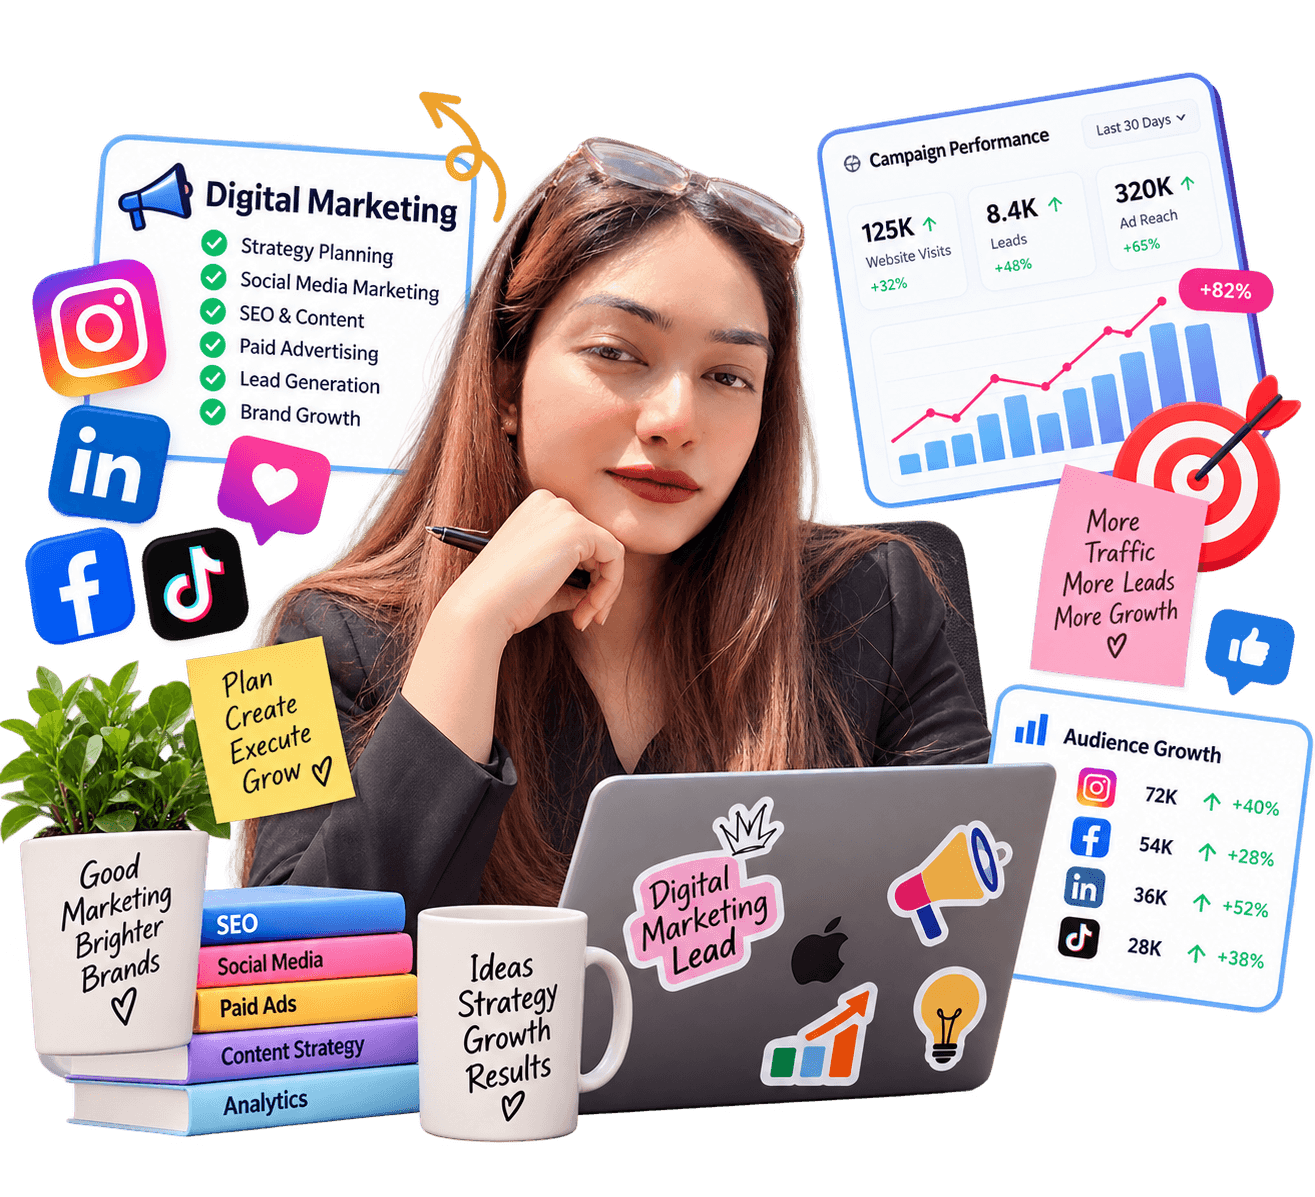 Digital Marketing
Strategy Planning
Social Media Marketing
SEO & Content
Paid Advertising
Lead Generation
Brand Growth
in
f
Plan
Create
Execute
Grow
Good
Marketing
Brighter
Brands
SEO
Social Media
Paid Ads
Content Strategy
Analytics
Ideas
Strategy
Growth
Results
Digital
Marketing
Lead
Campaign Performance
Last 30 Days
125K
Website Visits
+32%
8.4K
Leads
+48%
320K
Ad Reach
+65%
+82%
More
Traffic
More Leads
More Growth
Audience Growth
72K +40%
f 54K +28%
in 36K +52%
28K +38%